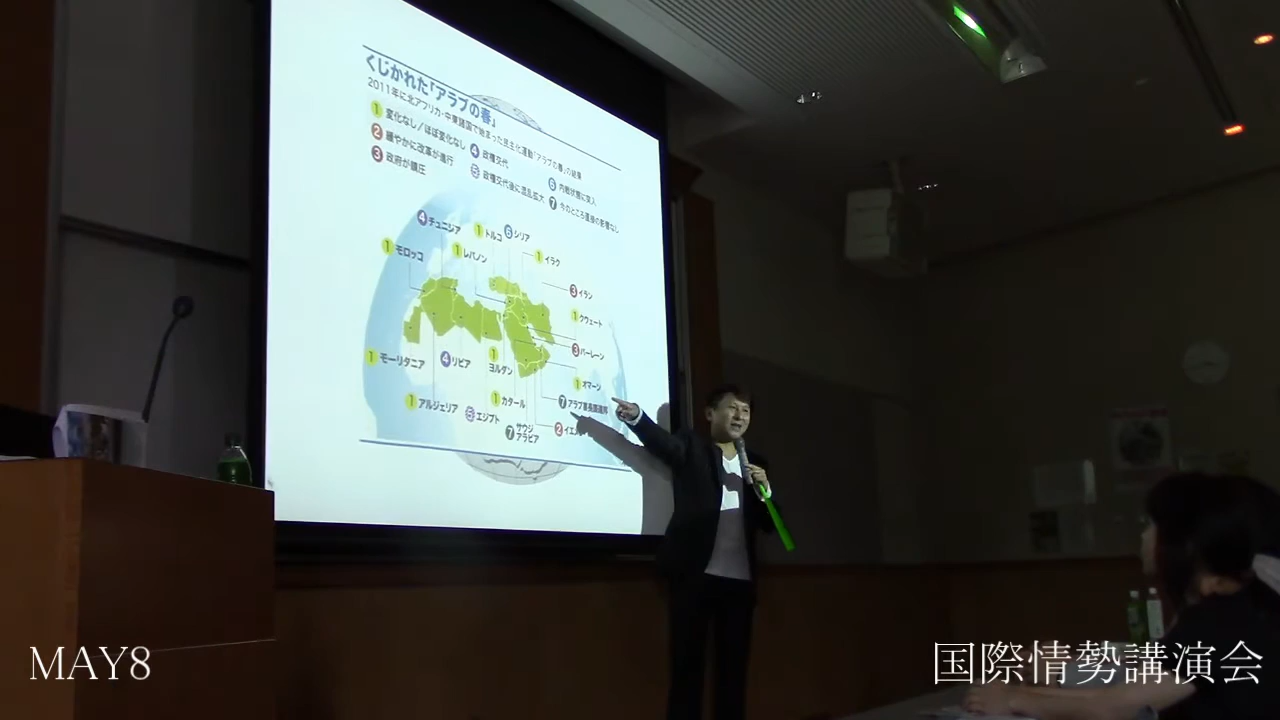 くじかれた「アラブの春」
2011年に北アフリカ・中東諸国で始まった民主化運動「アラブの春」の結果
1 変化なし／ほぼ変化なし
2 緩やかに改革が進行
3 政府が鎮圧
4 政権交代
5 政権交代後に混乱拡大
6 内戦状態に突入
7 今のところ直接の影響なし
4 チュニジア
1 トルコ
6 シリア
1 モロッコ
1 レバノン
1 イラク
3 イラン
1 クウェート
3 バーレーン
1 モーリタニア
4 リビア
1 ヨルダン
1 オマーン
1 アルジェリア
5 エジプト
1 カタール
7 アラブ首長国連邦
7 サウジ
アラビア
2 イエ
MAY8
国際情勢講演会